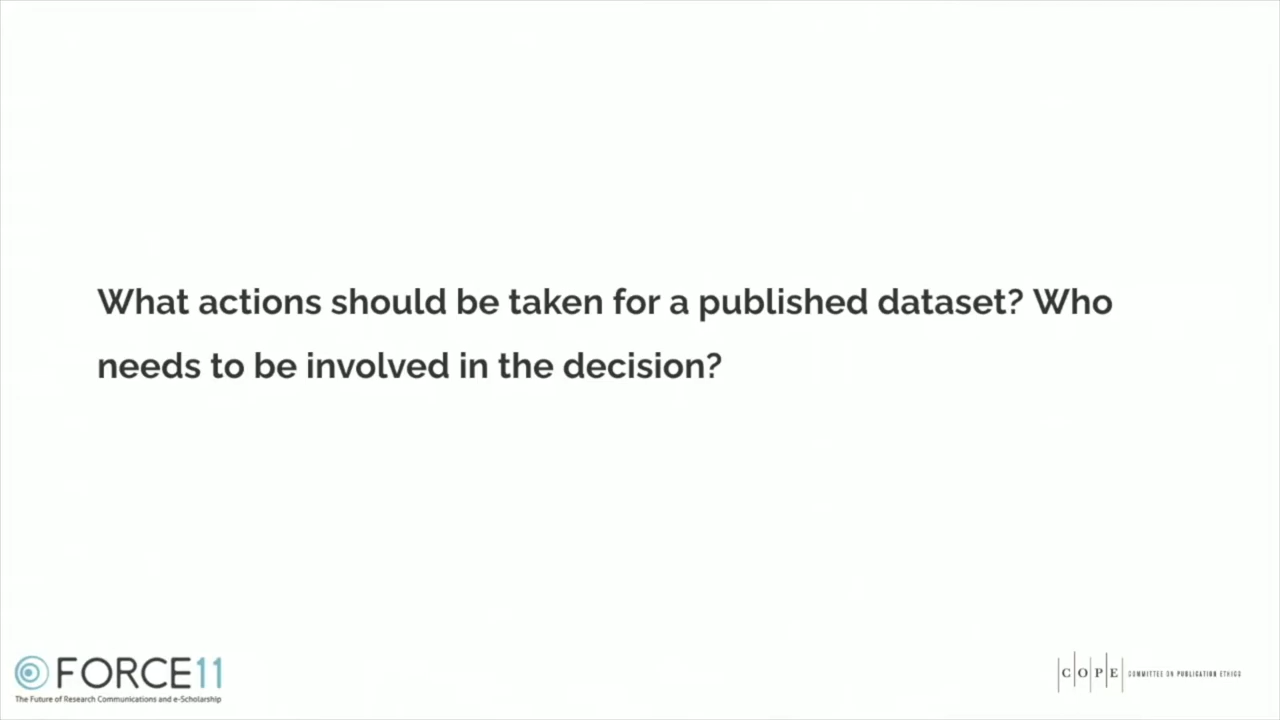 What actions should be taken for a published dataset? Who
needs to be involved in the decision?
FORCE11
The Future of Research Communications and e-Scholarship
COPE COMMITTEE ON PUBLICATION ETHICS